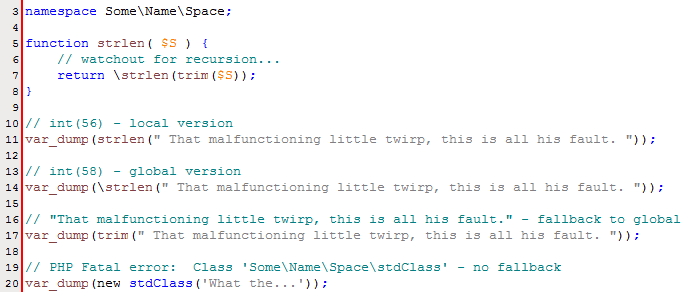 3 namespace Some\Name\Space;
4
5 function strlen( $S ) {
6 // watchout for recursion...
7 return \strlen(trim($S));
8 }
9
10 // int(56) - local version
11 var_dump(strlen(" That malfunctioning little twirp, this is all his fault. "));
12
13 // int(58) - global version
14 var_dump(\strlen(" That malfunctioning little twirp, this is all his fault. "));
15
16 // "That malfunctioning little twirp, this is all his fault." - fallback to global
17 var_dump(trim(" That malfunctioning little twirp, this is all his fault. "));
18
19 // PHP Fatal error:  Class 'Some\Name\Space\stdClass' - no fallback
20 var_dump(new stdClass('What the...'));